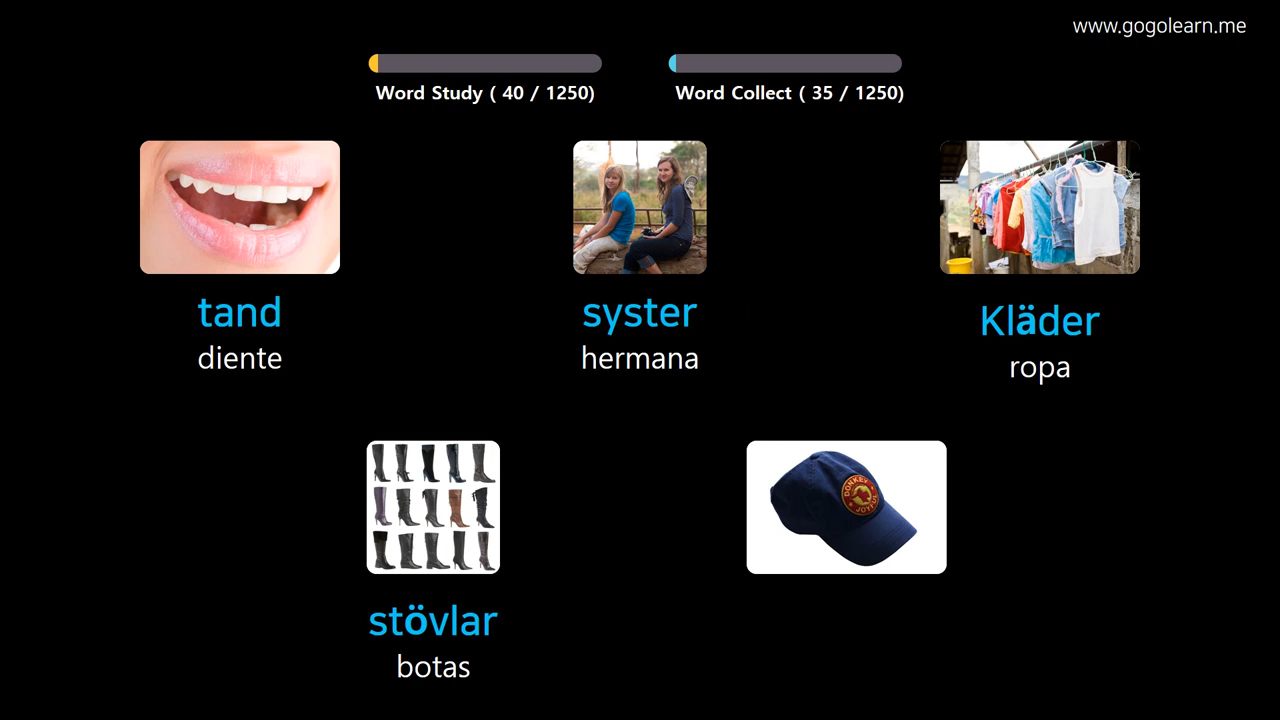 www.gogolearn.me
Word Study ( 40 / 1250)
Word Collect ( 35 / 1250)
tand
diente
syster
hermana
Kläder
ropa
stövlar
botas
DONKEY
JOYFUL